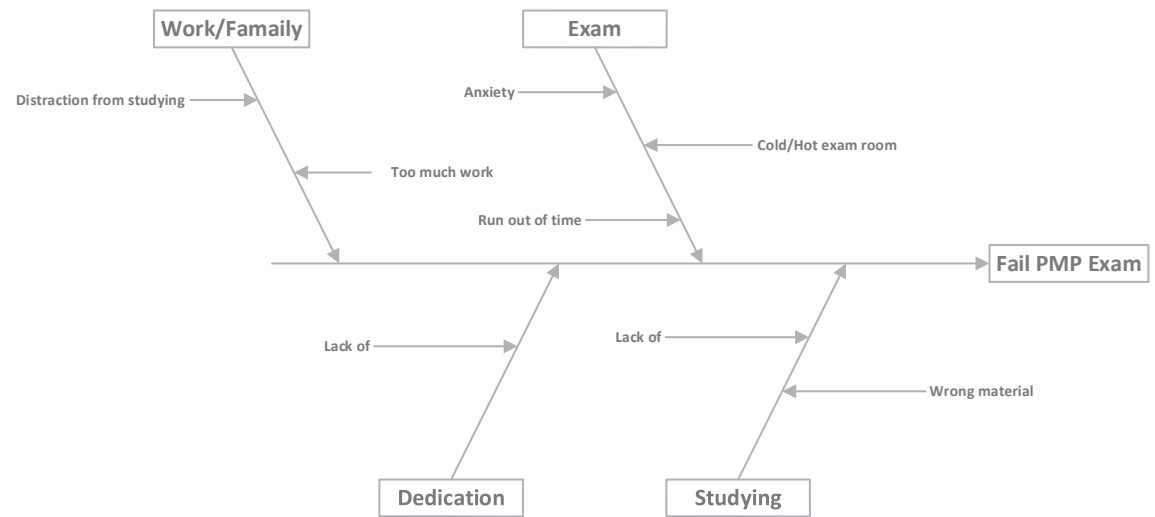 Work/Famaily
Exam
Distraction from studying
Anxiety
Cold/Hot exam room
Too much work
Run out of time
Fail PMP Exam
Lack of
Lack of
Wrong material
Dedication
Studying